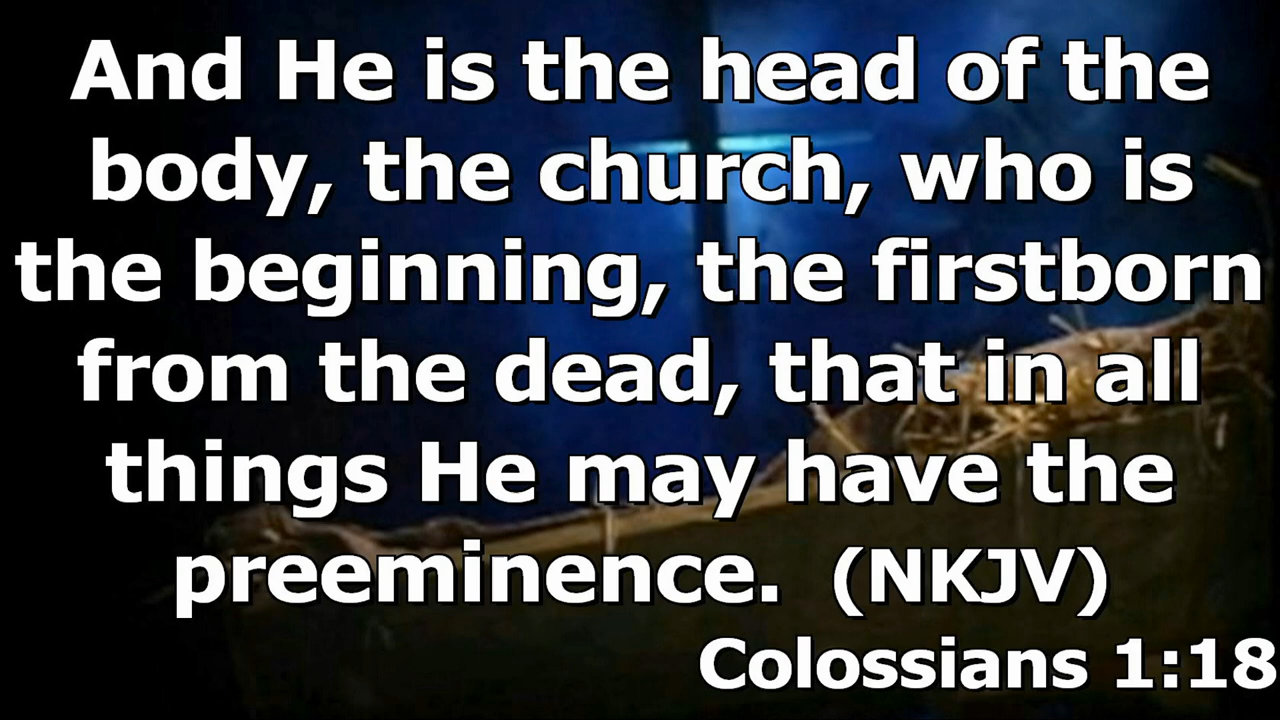 And He is the head of the
body, the church, who is
the beginning, the firstborn
from the dead, that in all
things He may have the
preeminence.  (NKJV)
Colossians 1:18